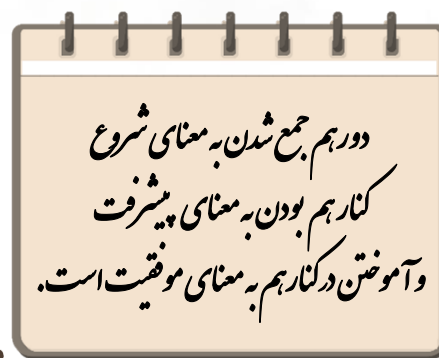 دور هم جمع شدن به معنای شروع
کنار هم بودن به معنای پیشرفت
و آموختن در کنار هم به معنای موفقیت است.